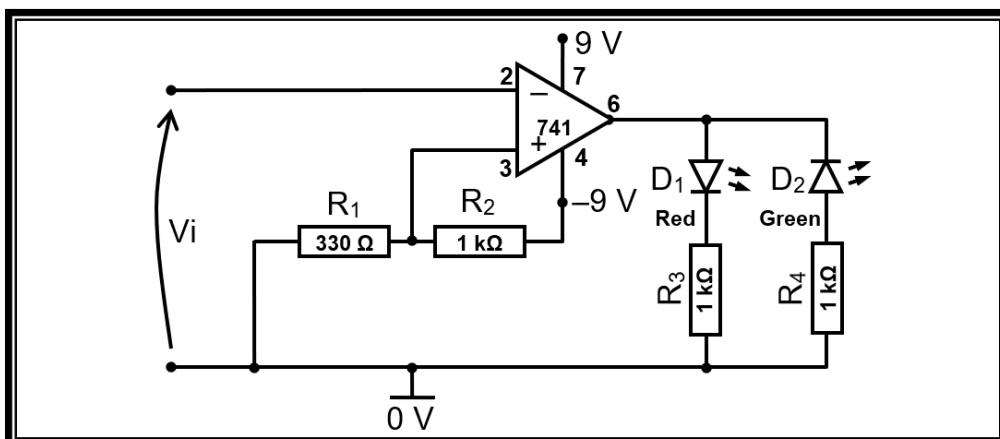 9 V
2
7
–
6
741
+
3
4
–9 V
D1
Red
D2
Green
R1
330 Ω
R2
1 kΩ
Vi
R3
1 kΩ
R4
1 kΩ
0 V